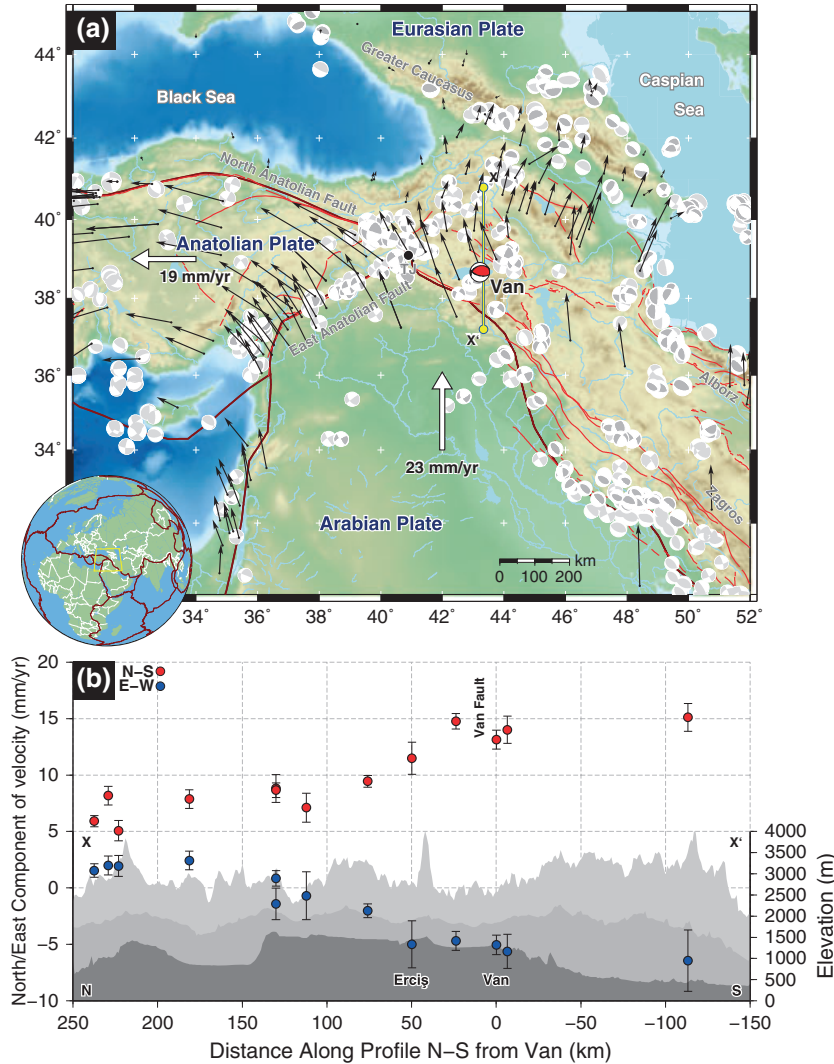 (a)
Eurasian Plate
Greater Caucasus
Caspian
Sea
Black Sea
North Anatolian Fault
X
Anatolian Plate
19 mm/yr
TJ
Van
East Anatolian Fault
X'
Alborz
23 mm/yr
Zagros
Arabian Plate
km
0 100 200
44°
42°
40°
38°
36°
34°
34° 36° 38° 40° 42° 44° 46° 48° 50° 52°
(b)
N–S
E–W
Van Fault
X
X'
Erciş
Van
N
S
North/East Component of velocity (mm/yr)
20
15
10
5
0
−5
−10
Elevation (m)
4000
3500
3000
2500
2000
1500
1000
500
0
250 200 150 100 50 0 −50 −100 −150
Distance Along Profile N–S from Van (km)